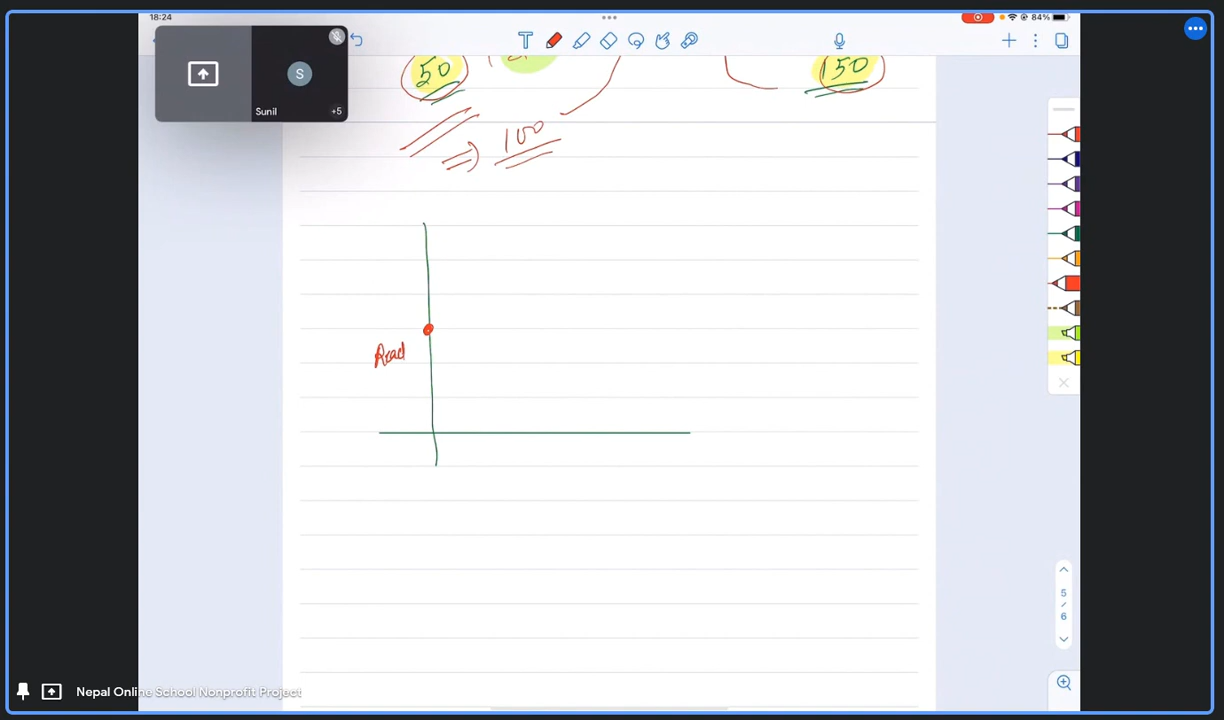 18:24
84%
T
50
150
S
Sunil
+5
⇒ 100
Read
5
/
6
Nepal Online School Nonprofit Project